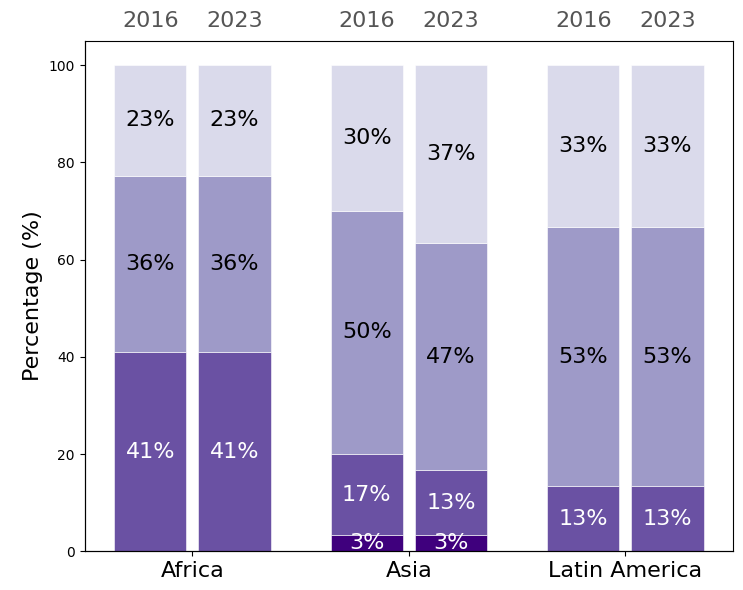 2016 2023 2016 2023 2016 2023
100
80
60
40
20
0
Percentage (%)
23% 23% 30% 37% 33% 33%
36% 36% 50% 47% 53% 53%
41% 41% 17% 13% 13% 13%
3% 3%
Africa Asia Latin America